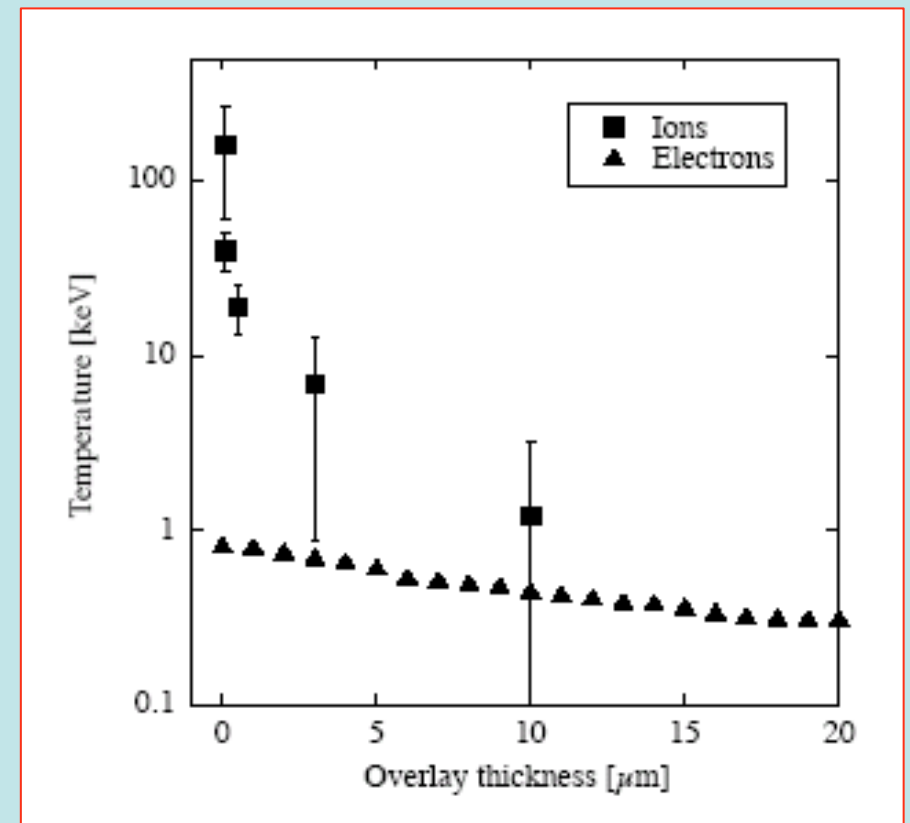 Ions
Electrons
100
10
1
0.1
Temperature [keV]
0 5 10 15 20
Overlay thickness [μm]